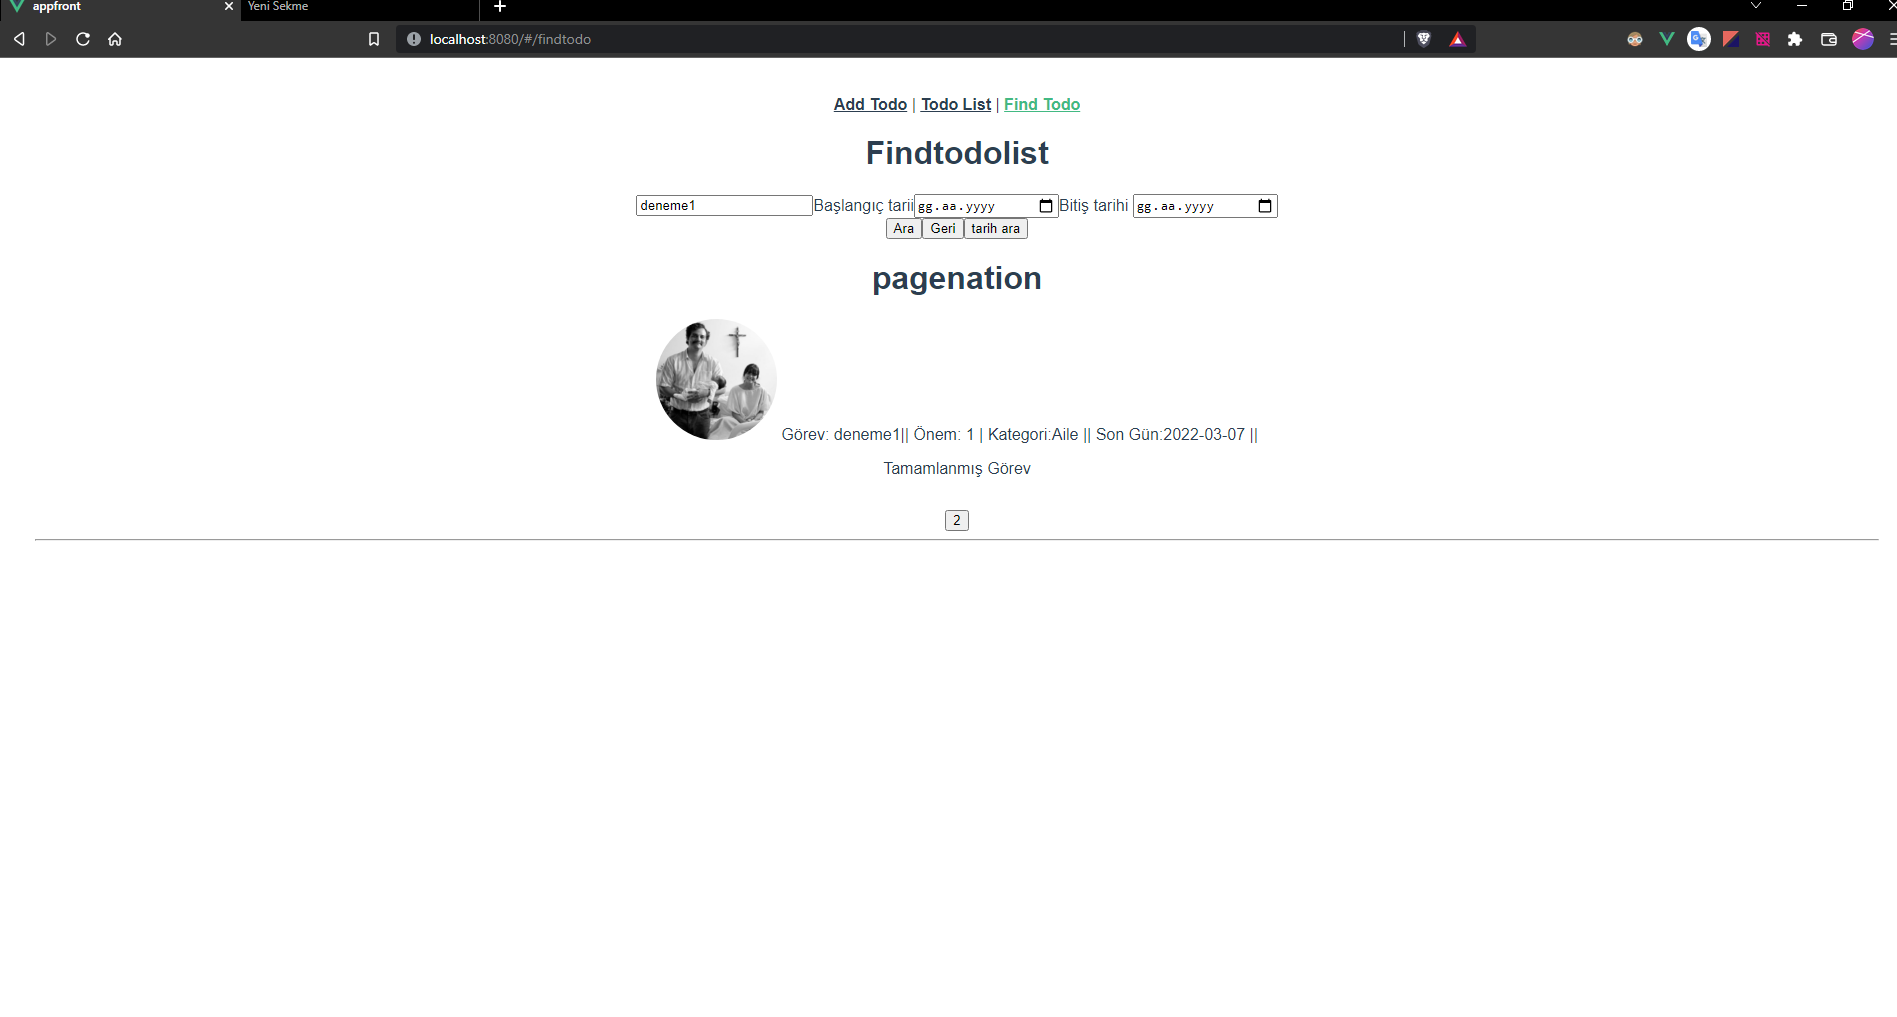 appfront
Yeni Sekme
localhost:8080/#/findtodo
Add Todo | Todo List | Find Todo
Findtodolist
deneme1 Başlangıç tarii gg.aa.yyyy Bitiş tarihi gg.aa.yyyy
Ara Geri tarih ara
pagenation
Görev: deneme1|| Önem: 1 | Kategori:Aile || Son Gün:2022-03-07 ||
Tamamlanmış Görev
2